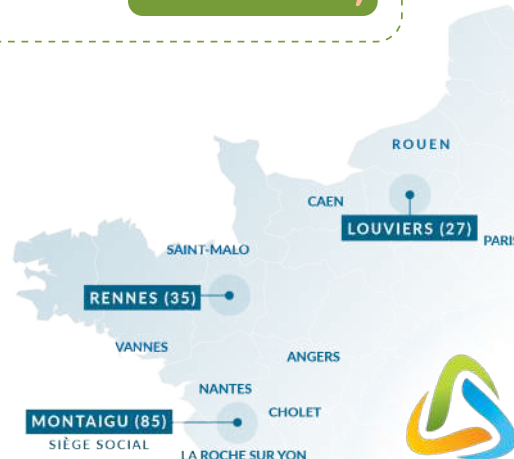 ROUEN
CAEN
LOUVIERS (27)
PARIS
SAINT-MALO
RENNES (35)
VANNES
ANGERS
NANTES
CHOLET
MONTAIGU (85)
SIÈGE SOCIAL
LA ROCHE SUR YON